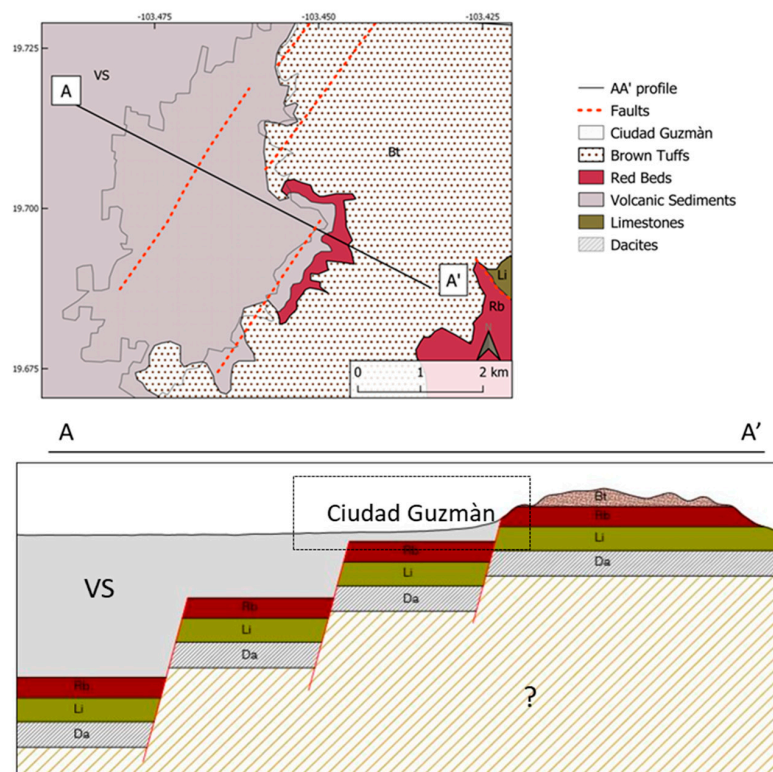 -103.475
-103.450
-103.425
19.725
19.700
19.675
VS
A
Bt
A'
Li
Rb
N
0 1 2 km
AA' profile
Faults
Ciudad Guzmàn
Brown Tuffs
Red Beds
Volcanic Sediments
Limestones
Dacites
A A’
Ciudad Guzmàn
Bt
Rb
Li
Da
Rb
Li
Da
VS
Rb
Li
Da
Rb
Li
Da
?